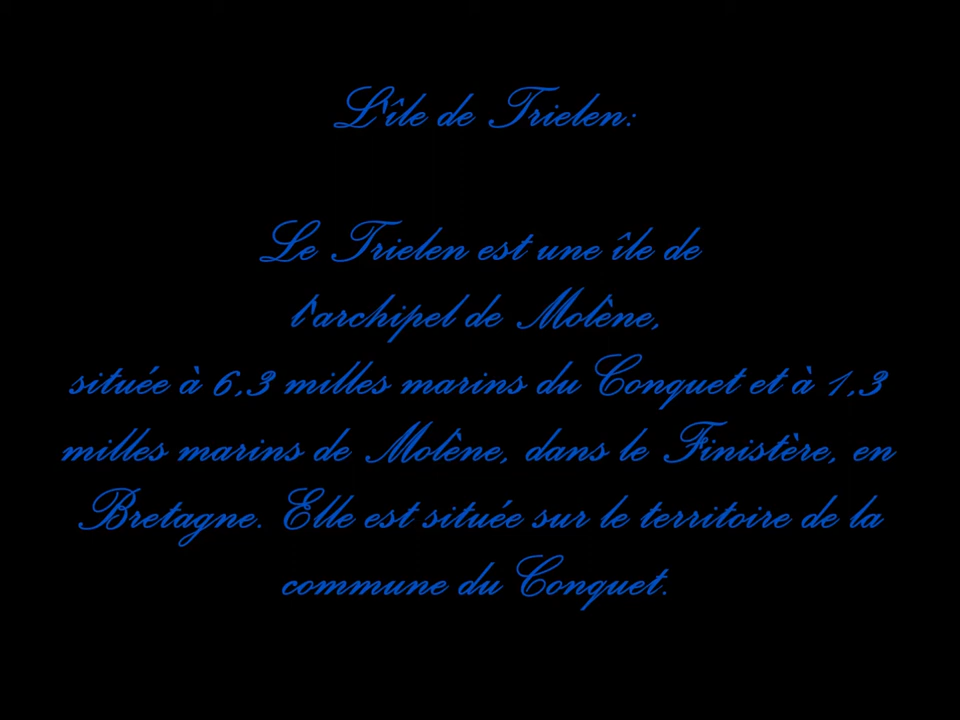 L'île de Trielen:
Le Trielen est une île de
l'archipel de Molène,
située à 6,3 milles marins du Conquet et à 1,3
milles marins de Molène, dans le Finistère, en
Bretagne. Elle est située sur le territoire de la
commune du Conquet.